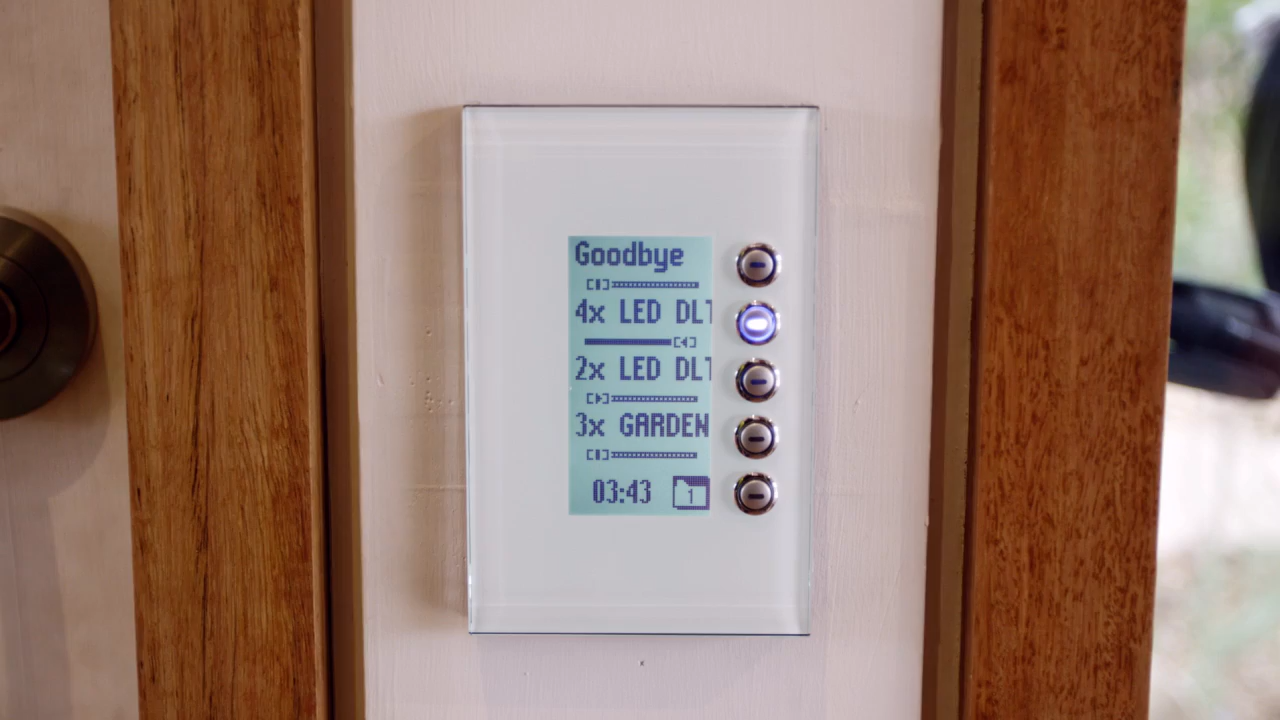 Goodbye
4x LED DLT
2x LED DLT
3x GARDEN
03:43 1